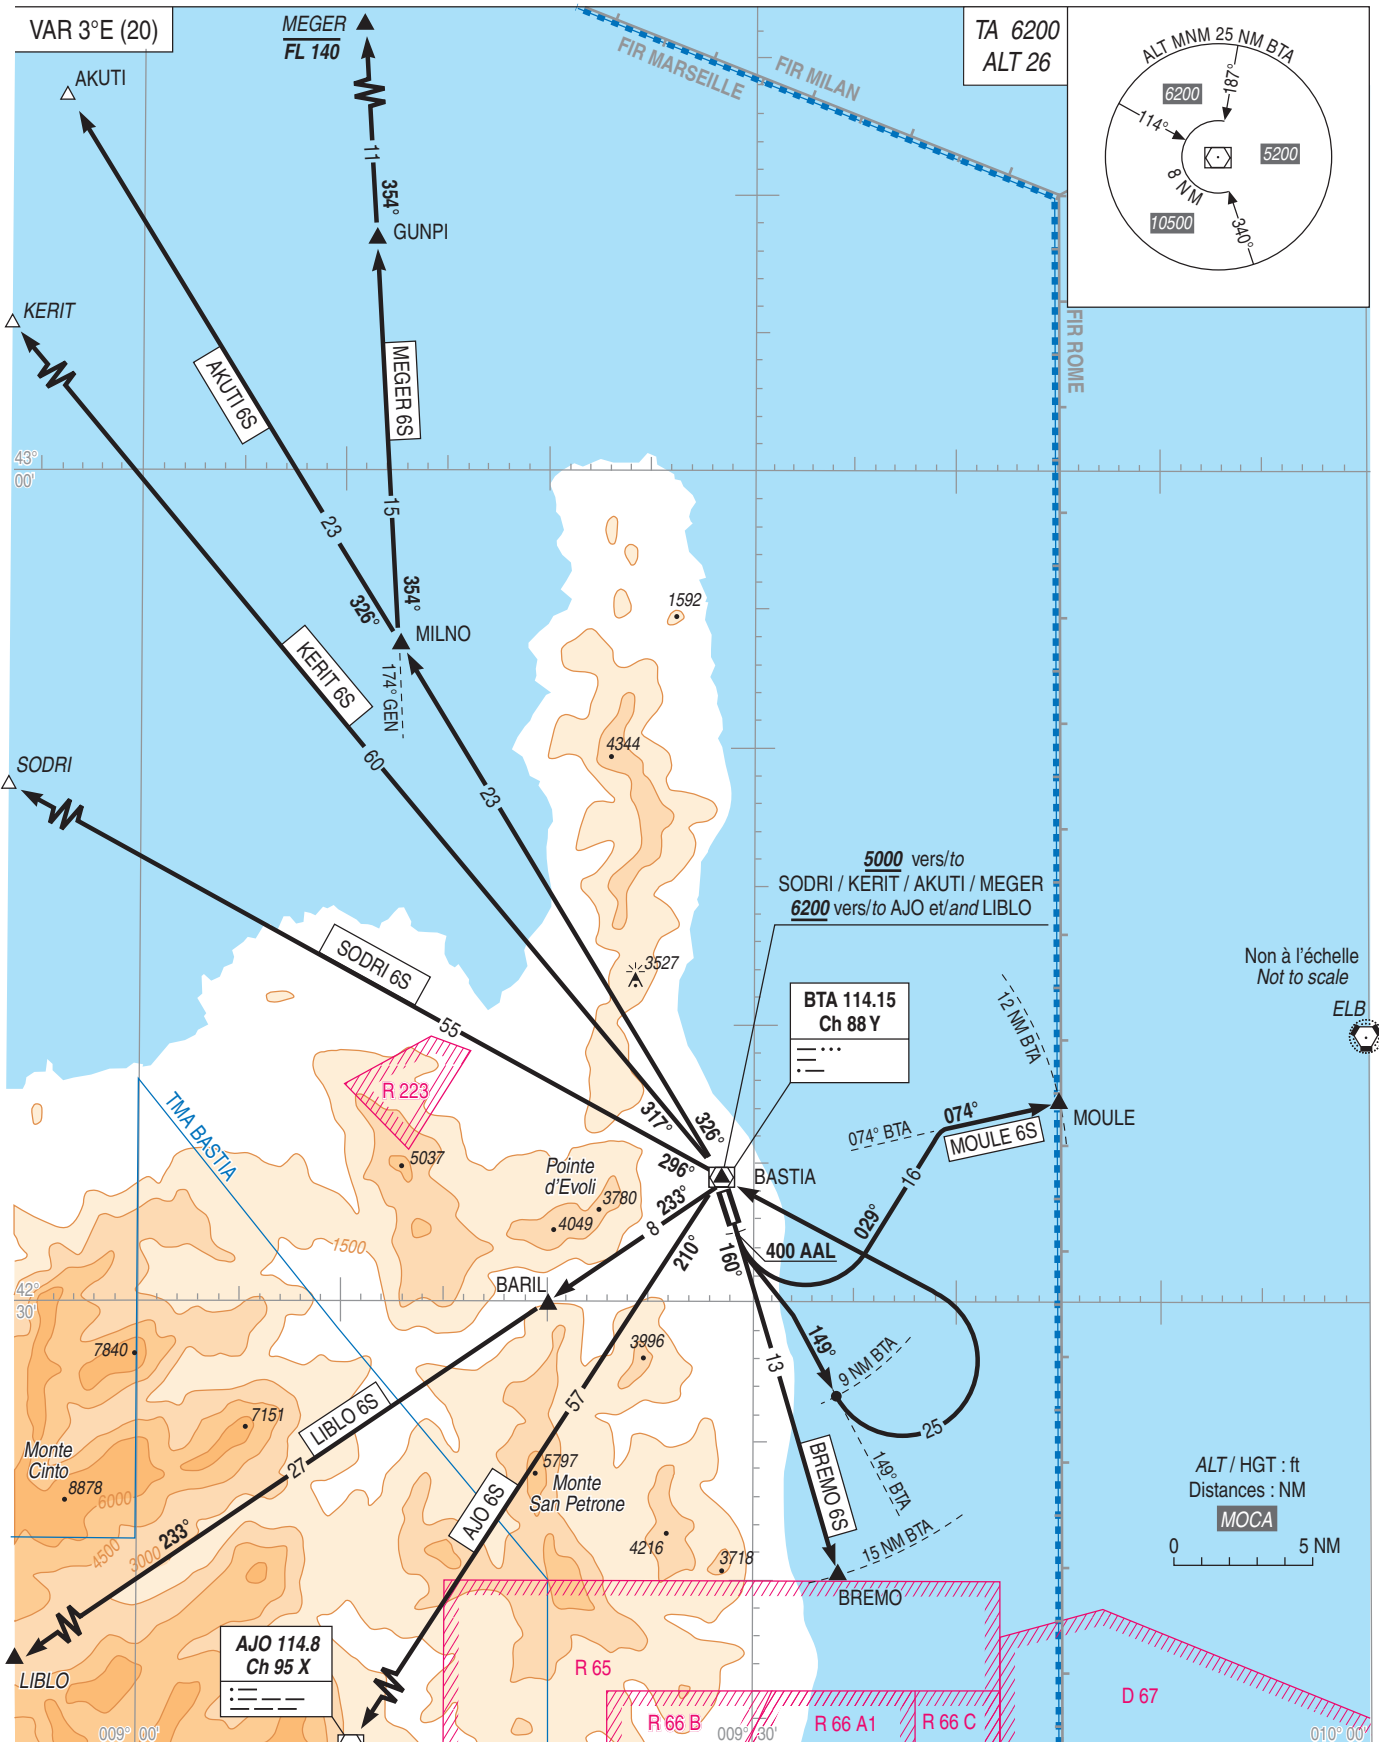 VAR 3°E (20)
MEGER
FL 140
TA 6200
ALT 26
ALT MNM 25 NM BTA
6200
187°
114°
5200
8 NM
10500
340°
FIR MARSEILLE
FIR MILAN
FIR ROME
AKUTI
11
354°
GUNPI
KERIT
AKUTI 6S
MEGER 6S
43°
00'
15
23
354°
326°
MILNO
174° GEN
1592
KERIT 6S
60
4344
SODRI
23
5000 vers/to
SODRI / KERIT / AKUTI / MEGER
6200 vers/to AJO et/and LIBLO
SODRI 6S
3527
Non à l'échelle
Not to scale
ELB
BTA 114.15
Ch 88 Y
12 NM BTA
55
R 223
TMA BASTIA
317°
326°
074° BTA
074°
MOULE 6S
MOULE
296°
BASTIA
5037
Pointe
d'Evoli
3780
4049
233°
8
210°
160°
16
029°
400 AAL
1500
BARIL
42°
30'
7840
3996
13
149°
9 NM BTA
7151
LIBLO 6S
57
25
Monte
Cinto
8878
27
5797
Monte
San Petrone
BREMO 6S
149° BTA
ALT / HGT : ft
Distances : NM
MOCA
0 5 NM
6000
4500
3000
233°
AJO 6S
4216
3718
15 NM BTA
BREMO
AJO 114.8
Ch 95 X
LIBLO
R 65
D 67
R 66 B
R 66 A1
R 66 C
009° 00'
009° 30'
010° 00'